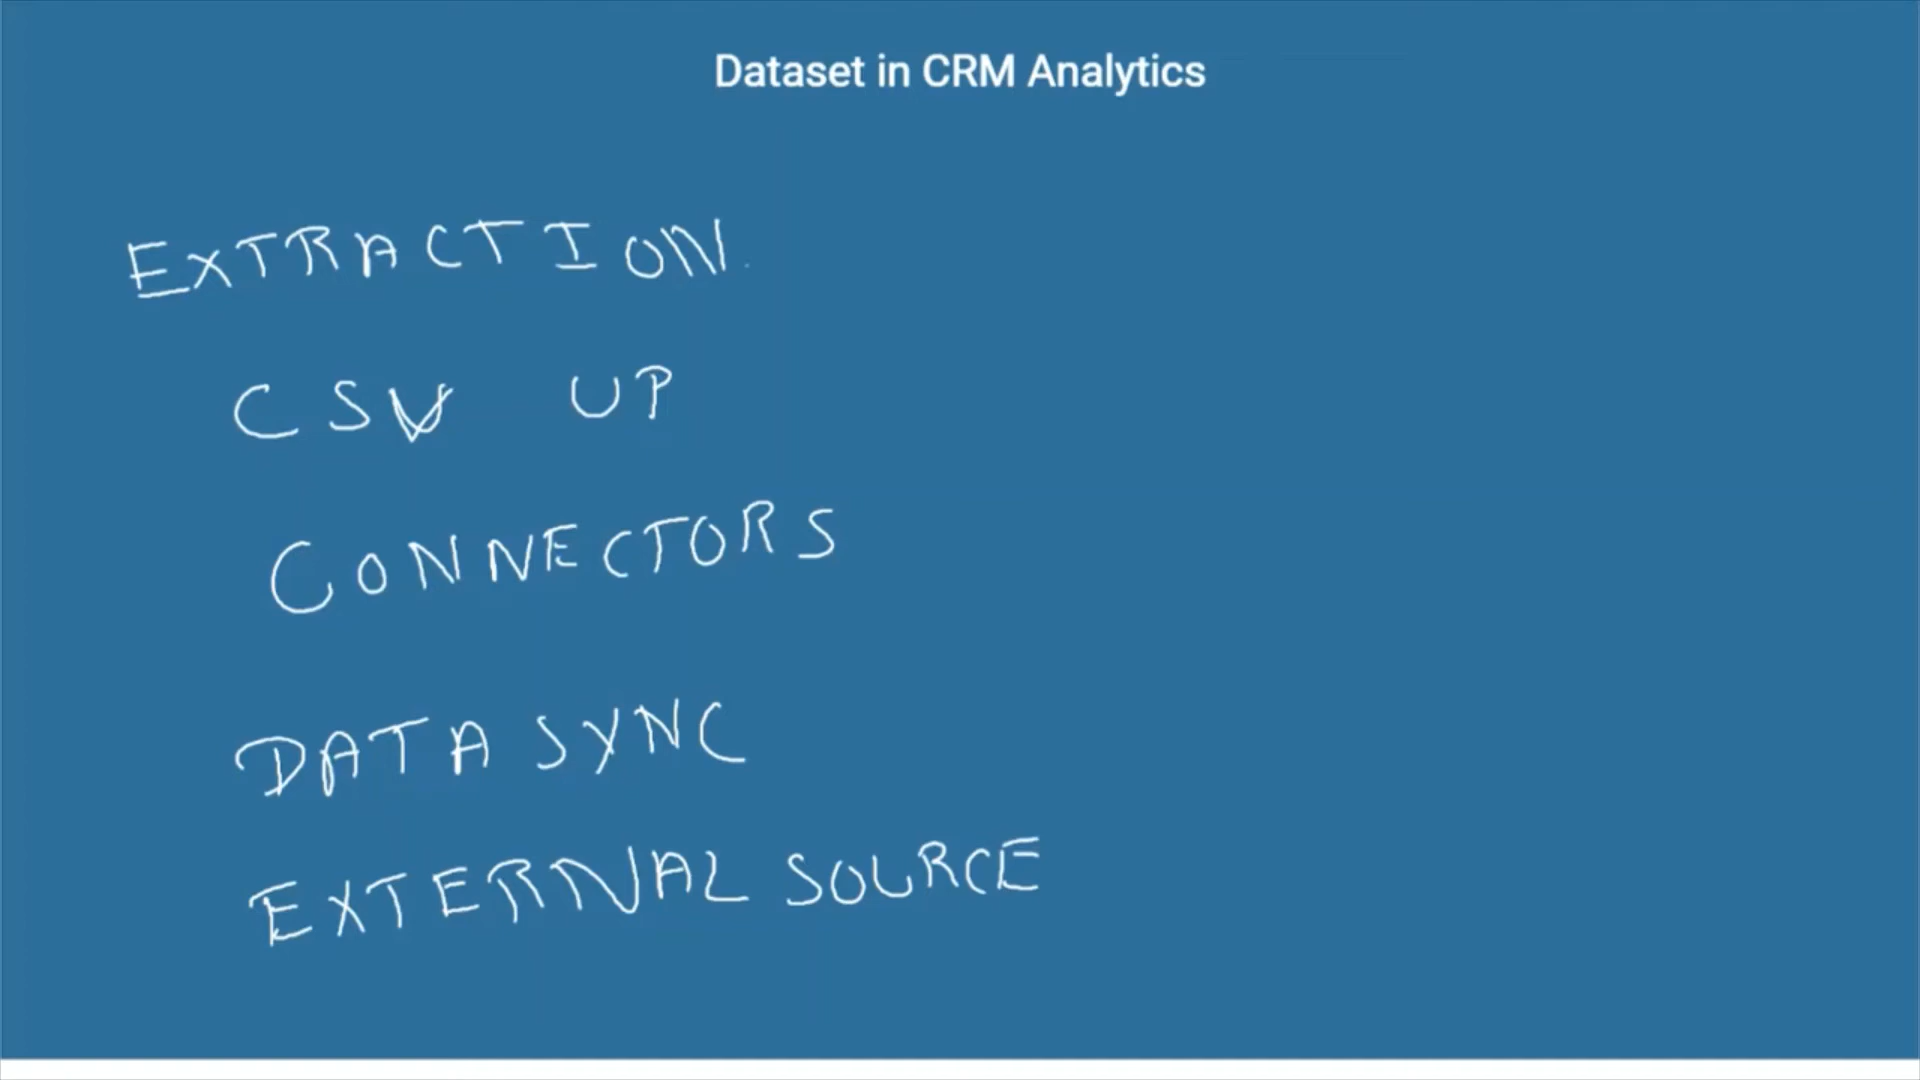 Dataset in CRM Analytics
EXTRACTION.
CSV UP
CONNECTORS
DATA SYNC
EXTERNAL SOURCE